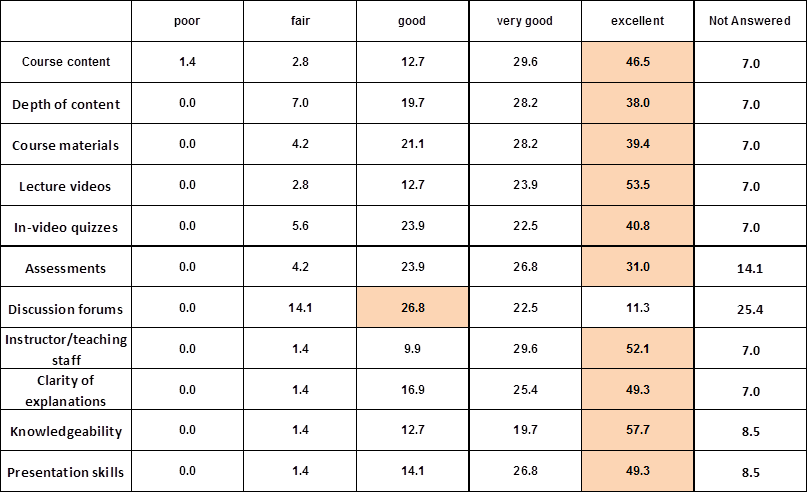 poor fair good very good excellent Not Answered
Course content 1.4 2.8 12.7 29.6 46.5 7.0
Depth of content 0.0 7.0 19.7 28.2 38.0 7.0
Course materials 0.0 4.2 21.1 28.2 39.4 7.0
Lecture videos 0.0 2.8 12.7 23.9 53.5 7.0
In-video quizzes 0.0 5.6 23.9 22.5 40.8 7.0
Assessments 0.0 4.2 23.9 26.8 31.0 14.1
Discussion forums 0.0 14.1 26.8 22.5 11.3 25.4
Instructor/teaching
staff 0.0 1.4 9.9 29.6 52.1 7.0
Clarity of
explanations 0.0 1.4 16.9 25.4 49.3 7.0
Knowledgeability 0.0 1.4 12.7 19.7 57.7 8.5
Presentation skills 0.0 1.4 14.1 26.8 49.3 8.5